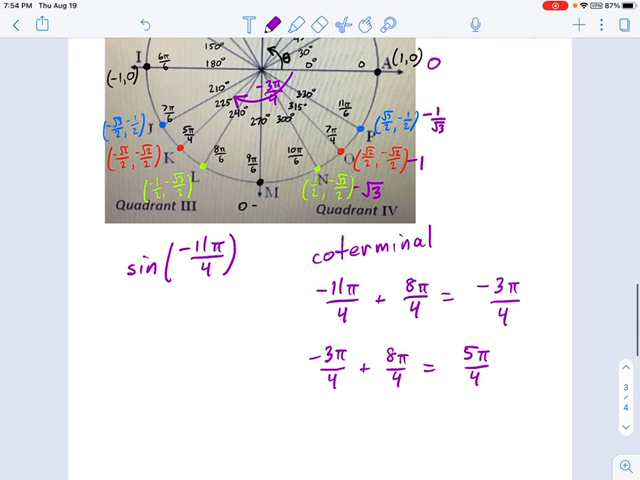 7:54 PM Thu Aug 19
87%
150° 30°
I 6π/6 180° θ 0° 0 A (1,0) 0
(-1,0)
-3π/4
210° 330°
7π/6 225 315° 11π/6
240° 270° 300°
(-√3/2, -1/2) J P (√3/2, -1/2) -1/√3
5π/4 7π/4
(-√2/2, -√2/2) K O (√2/2, -√2/2) -1
8π/6 9π/6 10π/6
L N
(-1/2, -√3/2) M (1/2, -√3/2) -√3
Quadrant III 0 - Quadrant IV
sin(-11π/4) coterminal
-11π/4 + 8π/4 = -3π/4
-3π/4 + 8π/4 = 5π/4
3
/
4